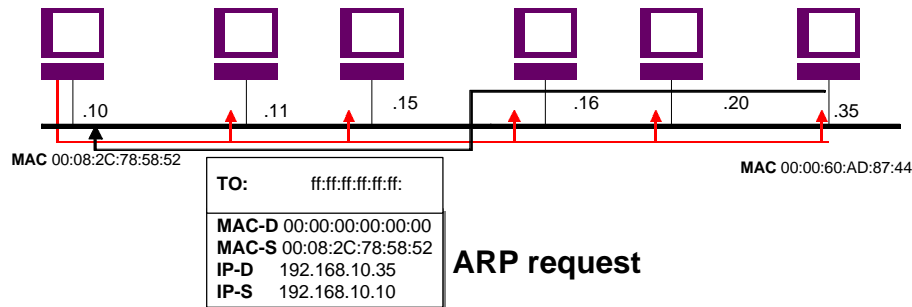 .10
.11
.15
.16
.20
.35
MAC 00:08:2C:78:58:52
MAC 00:00:60:AD:87:44
TO: ff:ff:ff:ff:ff:ff:
MAC-D 00:00:00:00:00:00
MAC-S 00:08:2C:78:58:52
IP-D 192.168.10.35
IP-S 192.168.10.10
ARP request